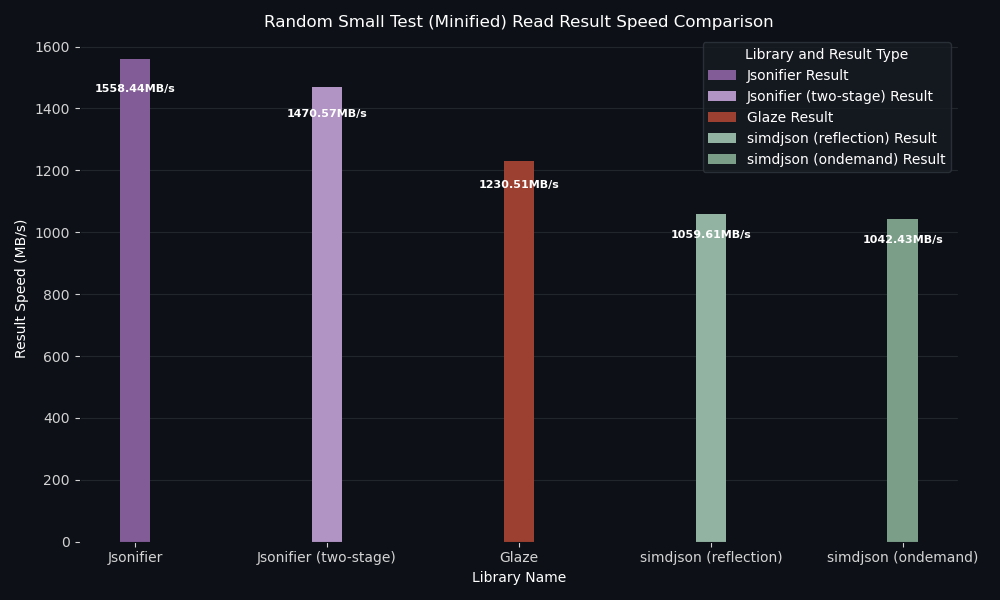 Random Small Test (Minified) Read Result Speed Comparison
Library and Result Type
Jsonifier Result
Jsonifier (two-stage) Result
Glaze Result
simdjson (reflection) Result
simdjson (ondemand) Result
Result Speed (MB/s)
1600
1400
1200
1000
800
600
400
200
0
1558.44MB/s
1470.57MB/s
1230.51MB/s
1059.61MB/s
1042.43MB/s
Jsonifier
Jsonifier (two-stage)
Glaze
simdjson (reflection)
simdjson (ondemand)
Library Name